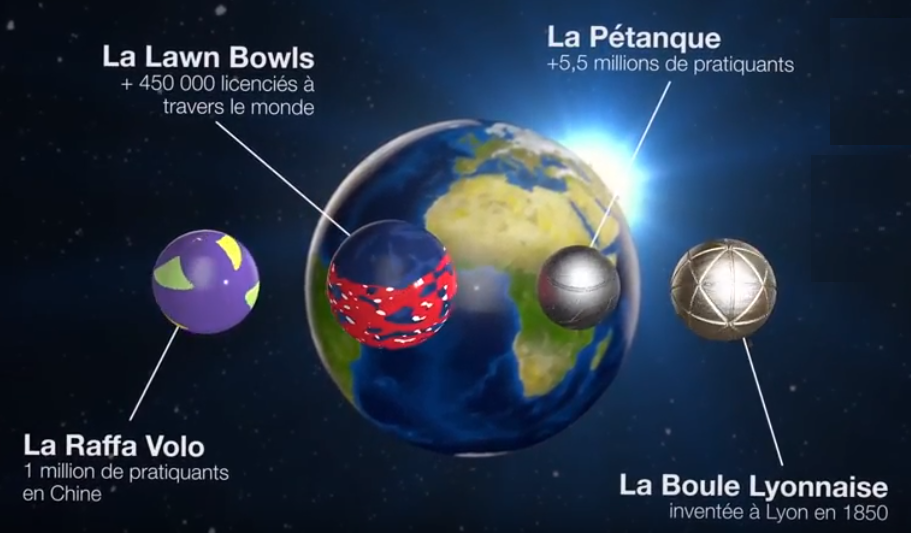 La Lawn Bowls
+ 450 000 licenciés à
travers le monde
La Pétanque
+5,5 millions de pratiquants
La Raffa Volo
1 million de pratiquants
en Chine
La Boule Lyonnaise
inventée à Lyon en 1850